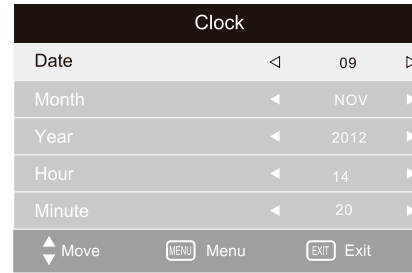 Clock
Date 09
Month NOV
Year 2012
Hour 14
Minute 20
Move MENU Menu EXIT Exit